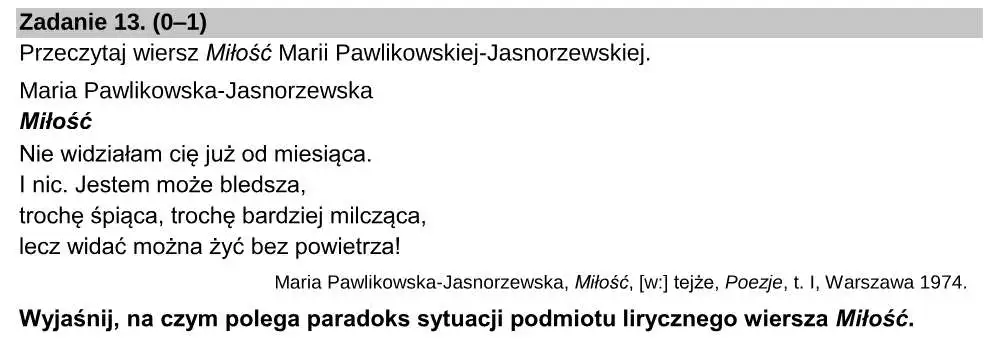 Zadanie 13. (0–1)
Przeczytaj wiersz Miłość Marii Pawlikowskiej-Jasnorzewskiej.
Maria Pawlikowska-Jasnorzewska
Miłość
Nie widziałam cię już od miesiąca.
I nic. Jestem może bledsza,
trochę śpiąca, trochę bardziej milcząca,
lecz widać można żyć bez powietrza!
Maria Pawlikowska-Jasnorzewska, Miłość, [w:] tejże, Poezje, t. I, Warszawa 1974.
Wyjaśnij, na czym polega paradoks sytuacji podmiotu lirycznego wiersza Miłość.